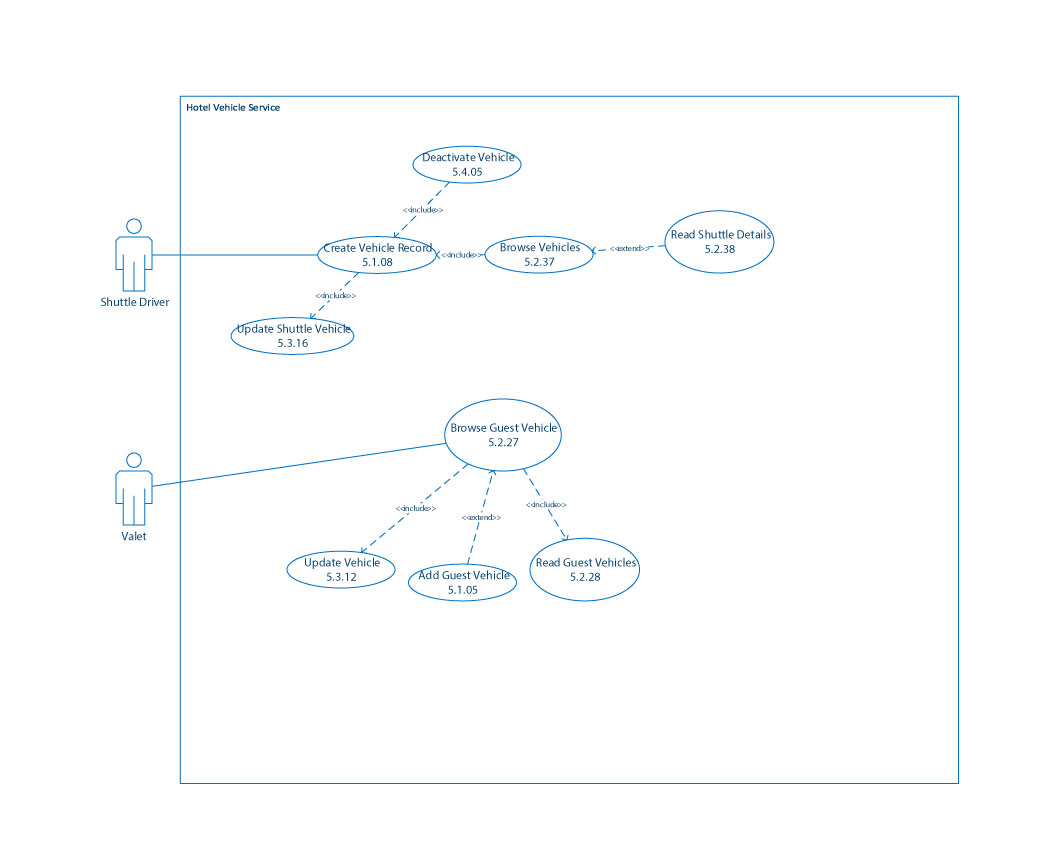 Hotel Vehicle Service
Deactivate Vehicle
5.4.05
<<include>>
Create Vehicle Record
5.1.08
<<include>>
Browse Vehicles
5.2.37
<<extend>>
Read Shuttle Details
5.2.38
Shuttle Driver
<<include>>
Update Shuttle Vehicle
5.3.16
Browse Guest Vehicle
5.2.27
Valet
<<include>>
<<extend>>
<<include>>
Update Vehicle
5.3.12
Add Guest Vehicle
5.1.05
Read Guest Vehicles
5.2.28